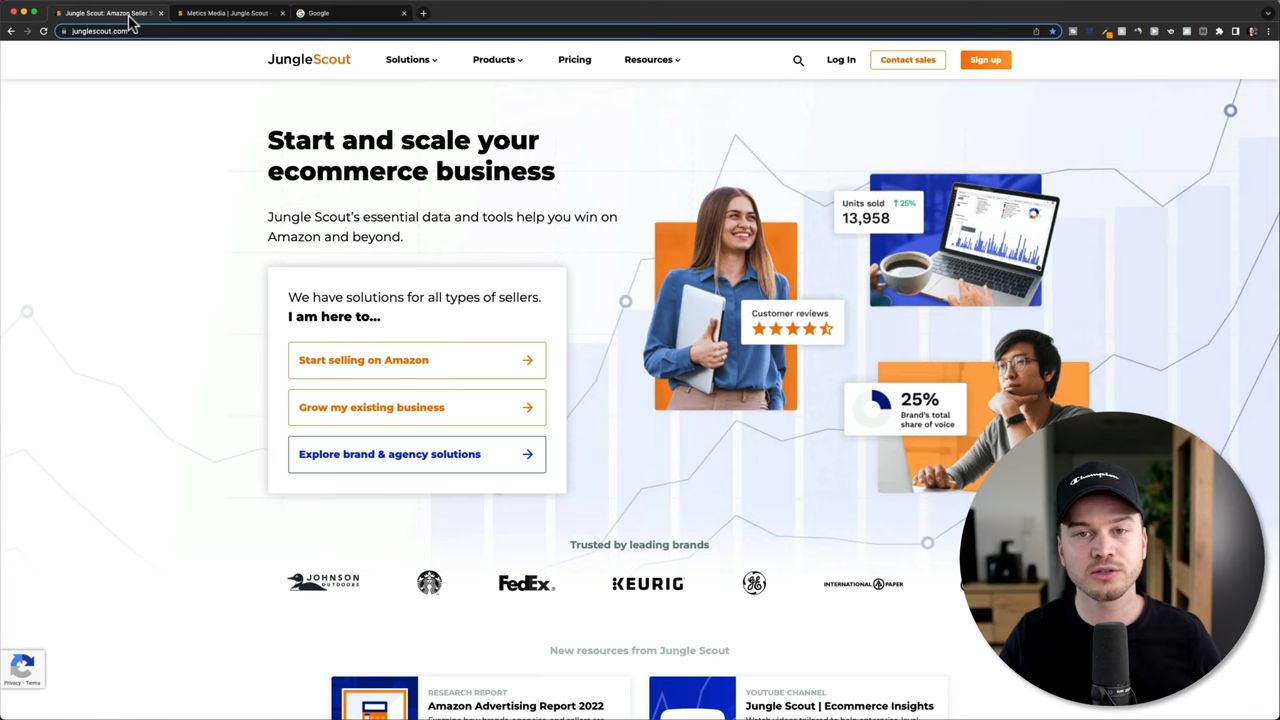 Jungle Scout: Amazon Seller S
Metics Media | Jungle Scout -
Google
junglescout.com
JungleScout
Solutions
Products
Pricing
Resources
Log In
Contact sales
Sign up
Start and scale your
ecommerce business
Jungle Scout's essential data and tools help you win on
Amazon and beyond.
We have solutions for all types of sellers.
I am here to...
Start selling on Amazon
Grow my existing business
Explore brand & agency solutions
Units sold ↑25%
13,958
Customer reviews
25%
Brand's total
share of voice
Champion
Trusted by leading brands
JOHNSON
OUTDOORS
FedEx.
KEURIG
INTERNATIONAL PAPER
New resources from Jungle Scout
RESEARCH REPORT
Amazon Advertising Report 2022
YOUTUBE CHANNEL
Jungle Scout | Ecommerce Insights
Privacy - Terms